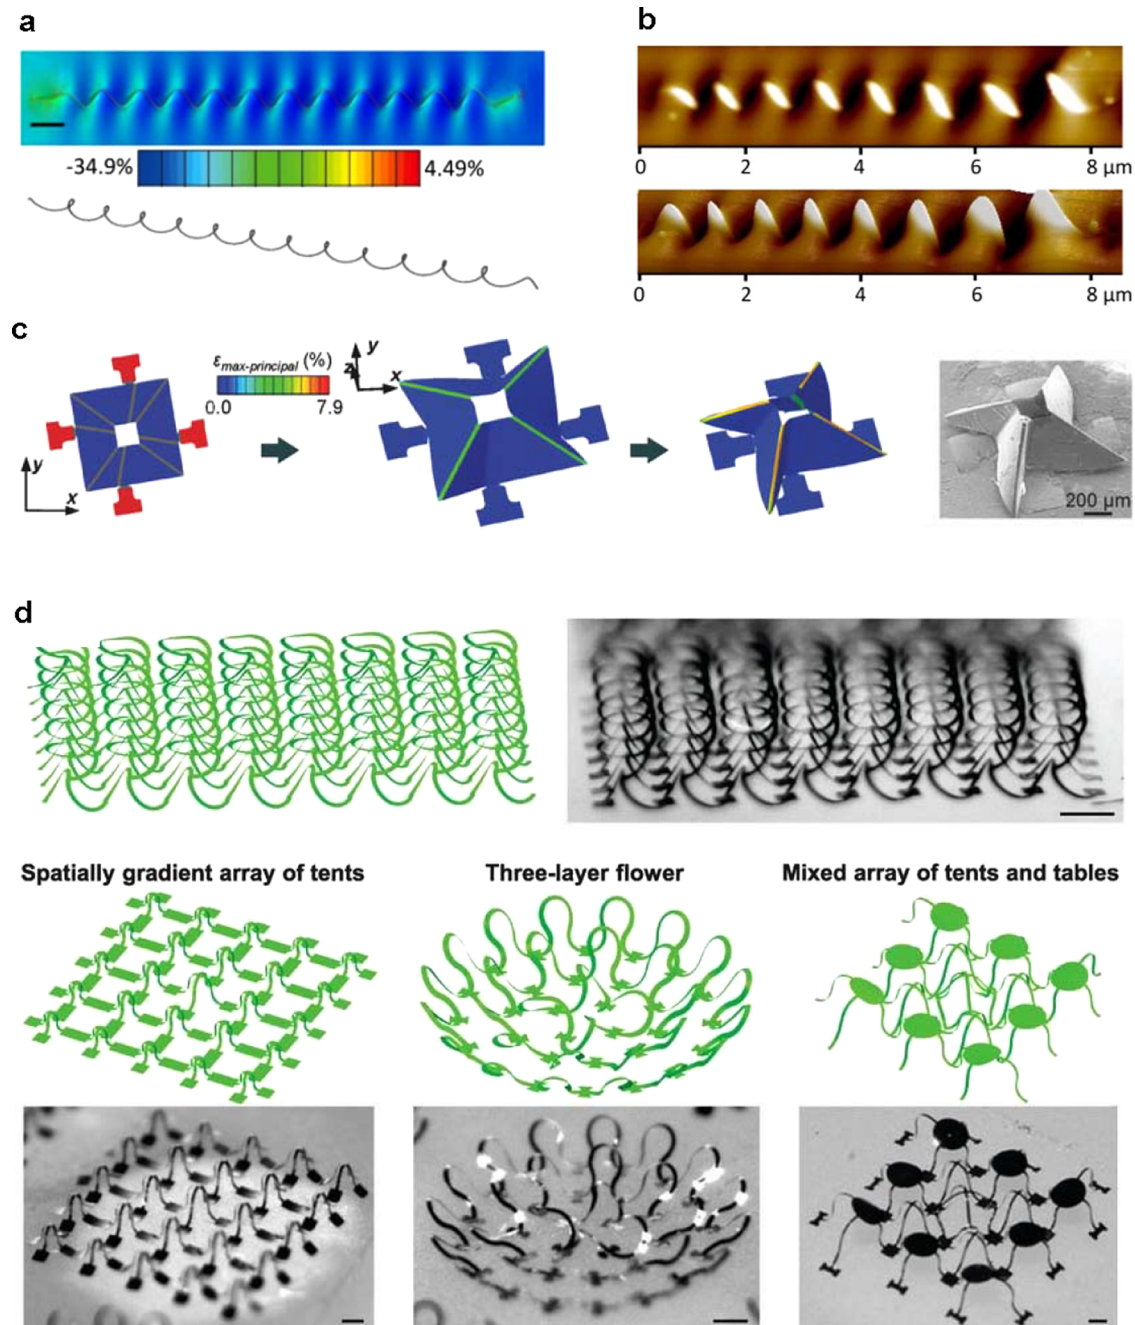 a
b
-34.9%
4.49%
0
2
4
6
8 μm
0
2
4
6
8 μm
c
εmax-principal (%)
0.0
7.9
y
x
y
z
x
200 μm
d
Spatially gradient array of tents
Three-layer flower
Mixed array of tents and tables